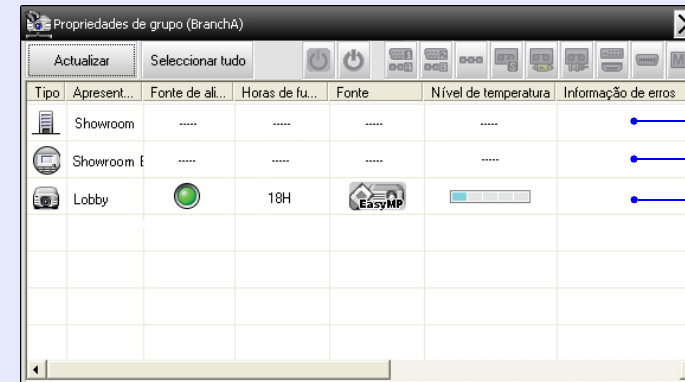 Propriedades de grupo (BranchA)
Actualizar Seleccionar tudo
Tipo Apresent... Fonte de ali... Horas de fu... Fonte Nível de temperatura Informação de erros
Showroom ----- ----- ----- -----
Showroom E ----- ----- ----- -----
Lobby 18H EasyMP